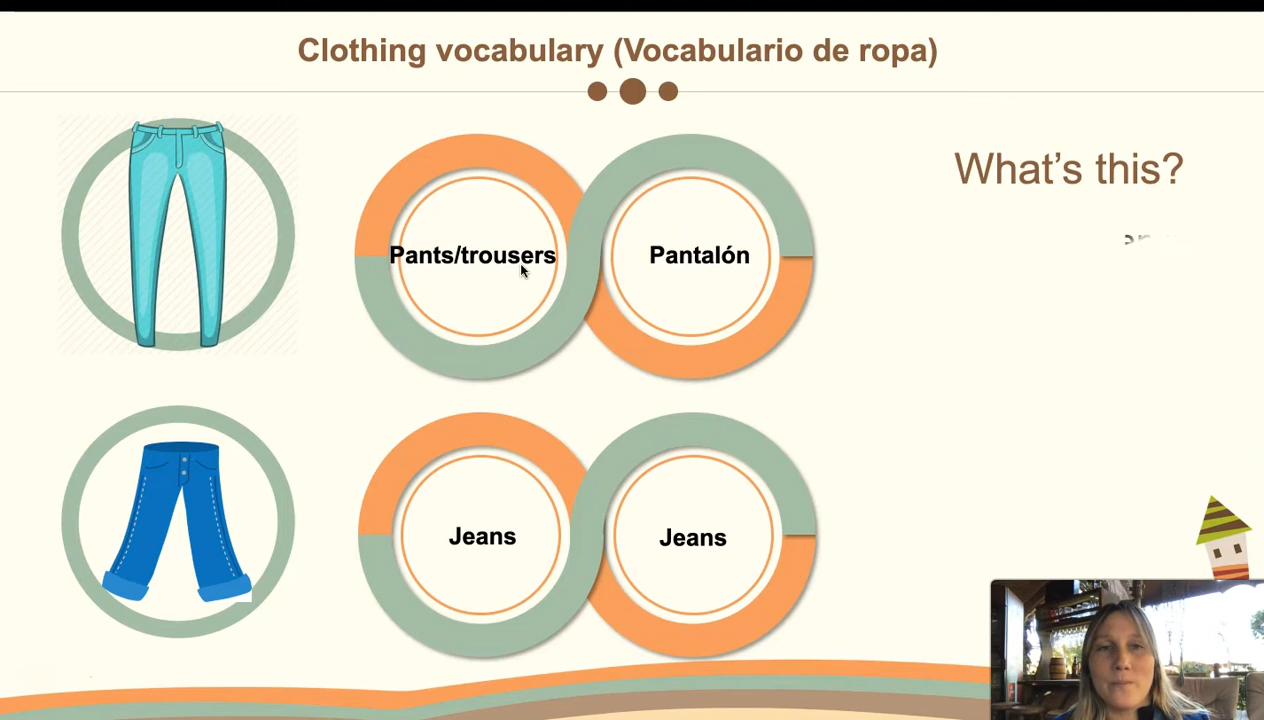 Clothing vocabulary (Vocabulario de ropa)
What's this?
Pants/trousers
Pantalón
Jeans
Jeans